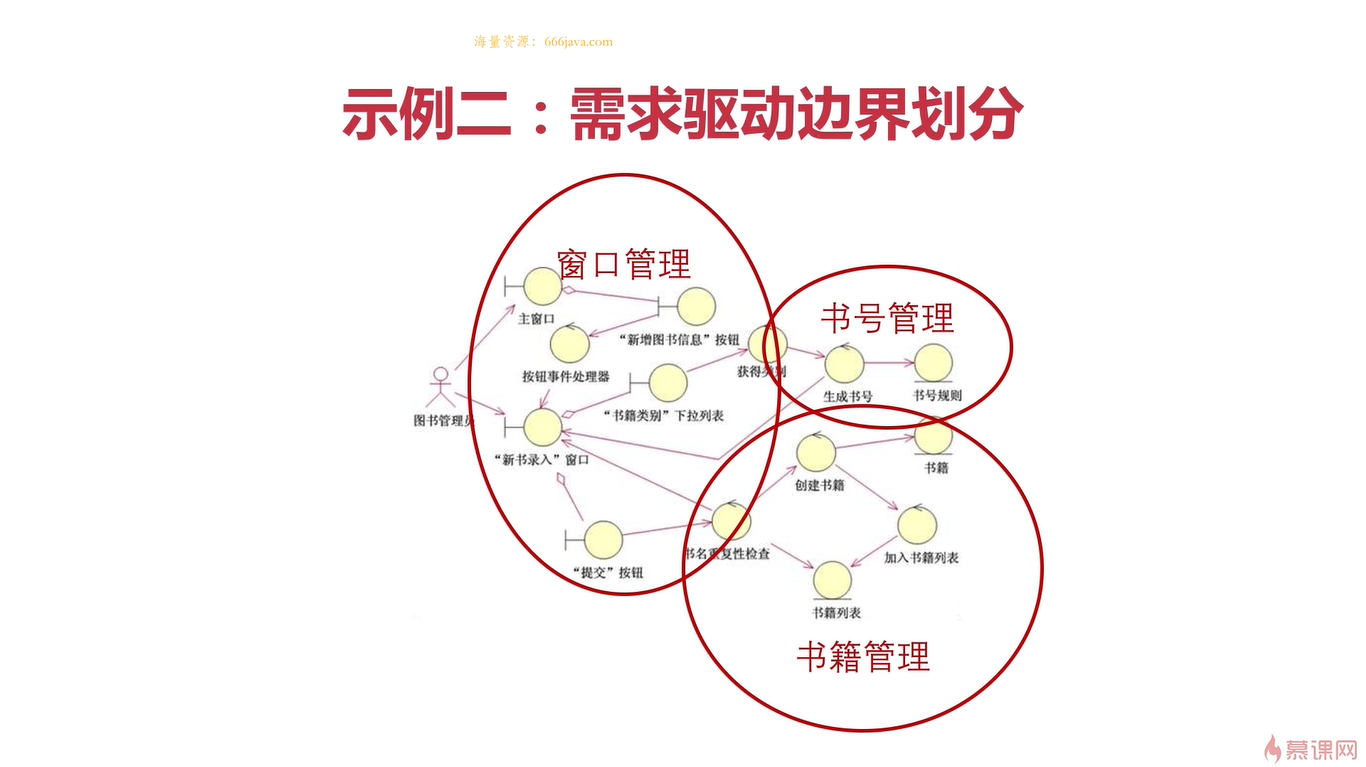 海量资源：666java.com
示例二：需求驱动边界划分
窗口管理
主窗口
“新增图书信息”按钮
书号管理
按钮事件处理器
获得类别
图书管理员
“书籍类别”下拉列表
生成书号
书号规则
“新书录入”窗口
书籍
创建书籍
“提交”按钮
书名重复性检查
加入书籍列表
书籍列表
书籍管理
慕课网